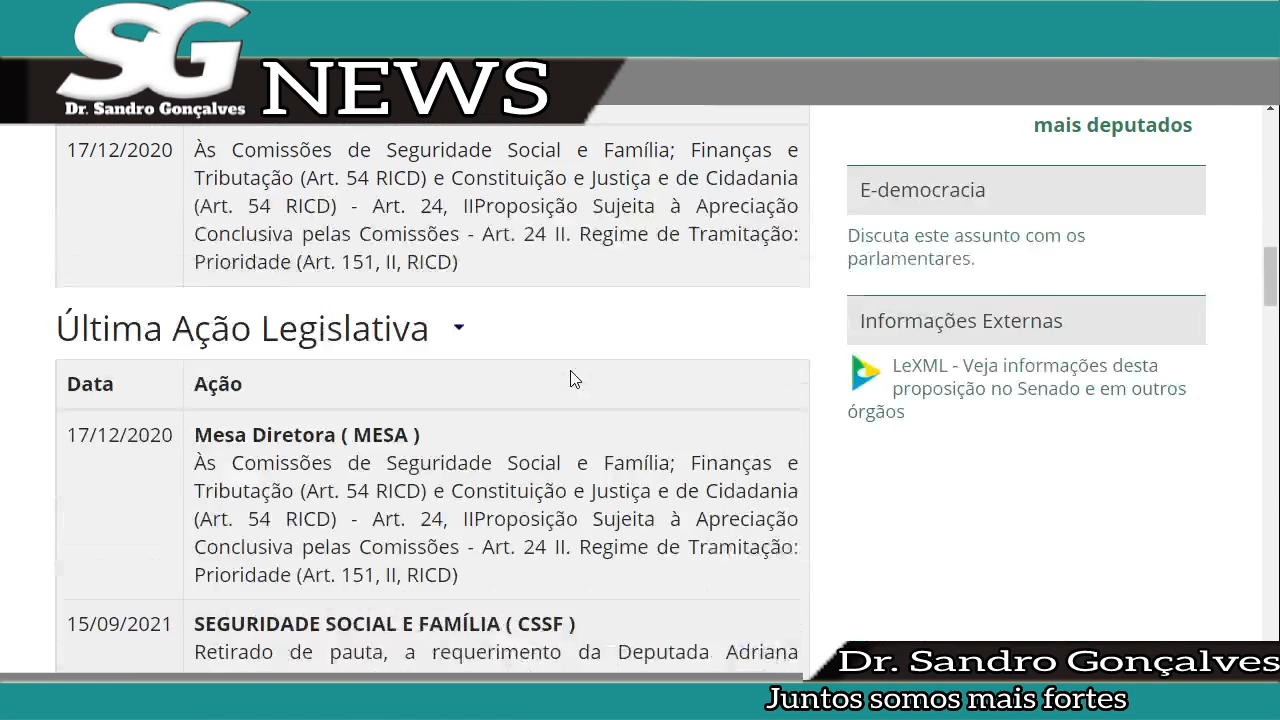 SG
Dr. Sandro Gonçalves
NEWS
17/12/2020
Às Comissões de Seguridade Social e Família; Finanças e
Tributação (Art. 54 RICD) e Constituição e Justiça e de Cidadania
(Art. 54 RICD) - Art. 24, IIProposição Sujeita à Apreciação
Conclusiva pelas Comissões - Art. 24 II. Regime de Tramitação:
Prioridade (Art. 151, II, RICD)
Última Ação Legislativa
Data Ação
17/12/2020 Mesa Diretora ( MESA )
Às Comissões de Seguridade Social e Família; Finanças e
Tributação (Art. 54 RICD) e Constituição e Justiça e de Cidadania
(Art. 54 RICD) - Art. 24, IIProposição Sujeita à Apreciação
Conclusiva pelas Comissões - Art. 24 II. Regime de Tramitação:
Prioridade (Art. 151, II, RICD)
15/09/2021 SEGURIDADE SOCIAL E FAMÍLIA ( CSSF )
Retirado de pauta, a requerimento da Deputada Adriana
mais deputados
E-democracia
Discuta este assunto com os
parlamentares.
Informações Externas
LeXML - Veja informações desta
proposição no Senado e em outros
órgãos
Dr. Sandro Gonçalves
Juntos somos mais fortes